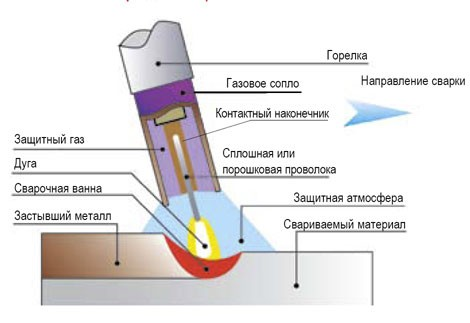 Горелка
Газовое сопло
Направление сварки
Контактный наконечник
Защитный газ
Сплошная или
порошковая проволока
Дуга
Сварочная ванна
Защитная атмосфера
Застывший металл
Свариваемый материал